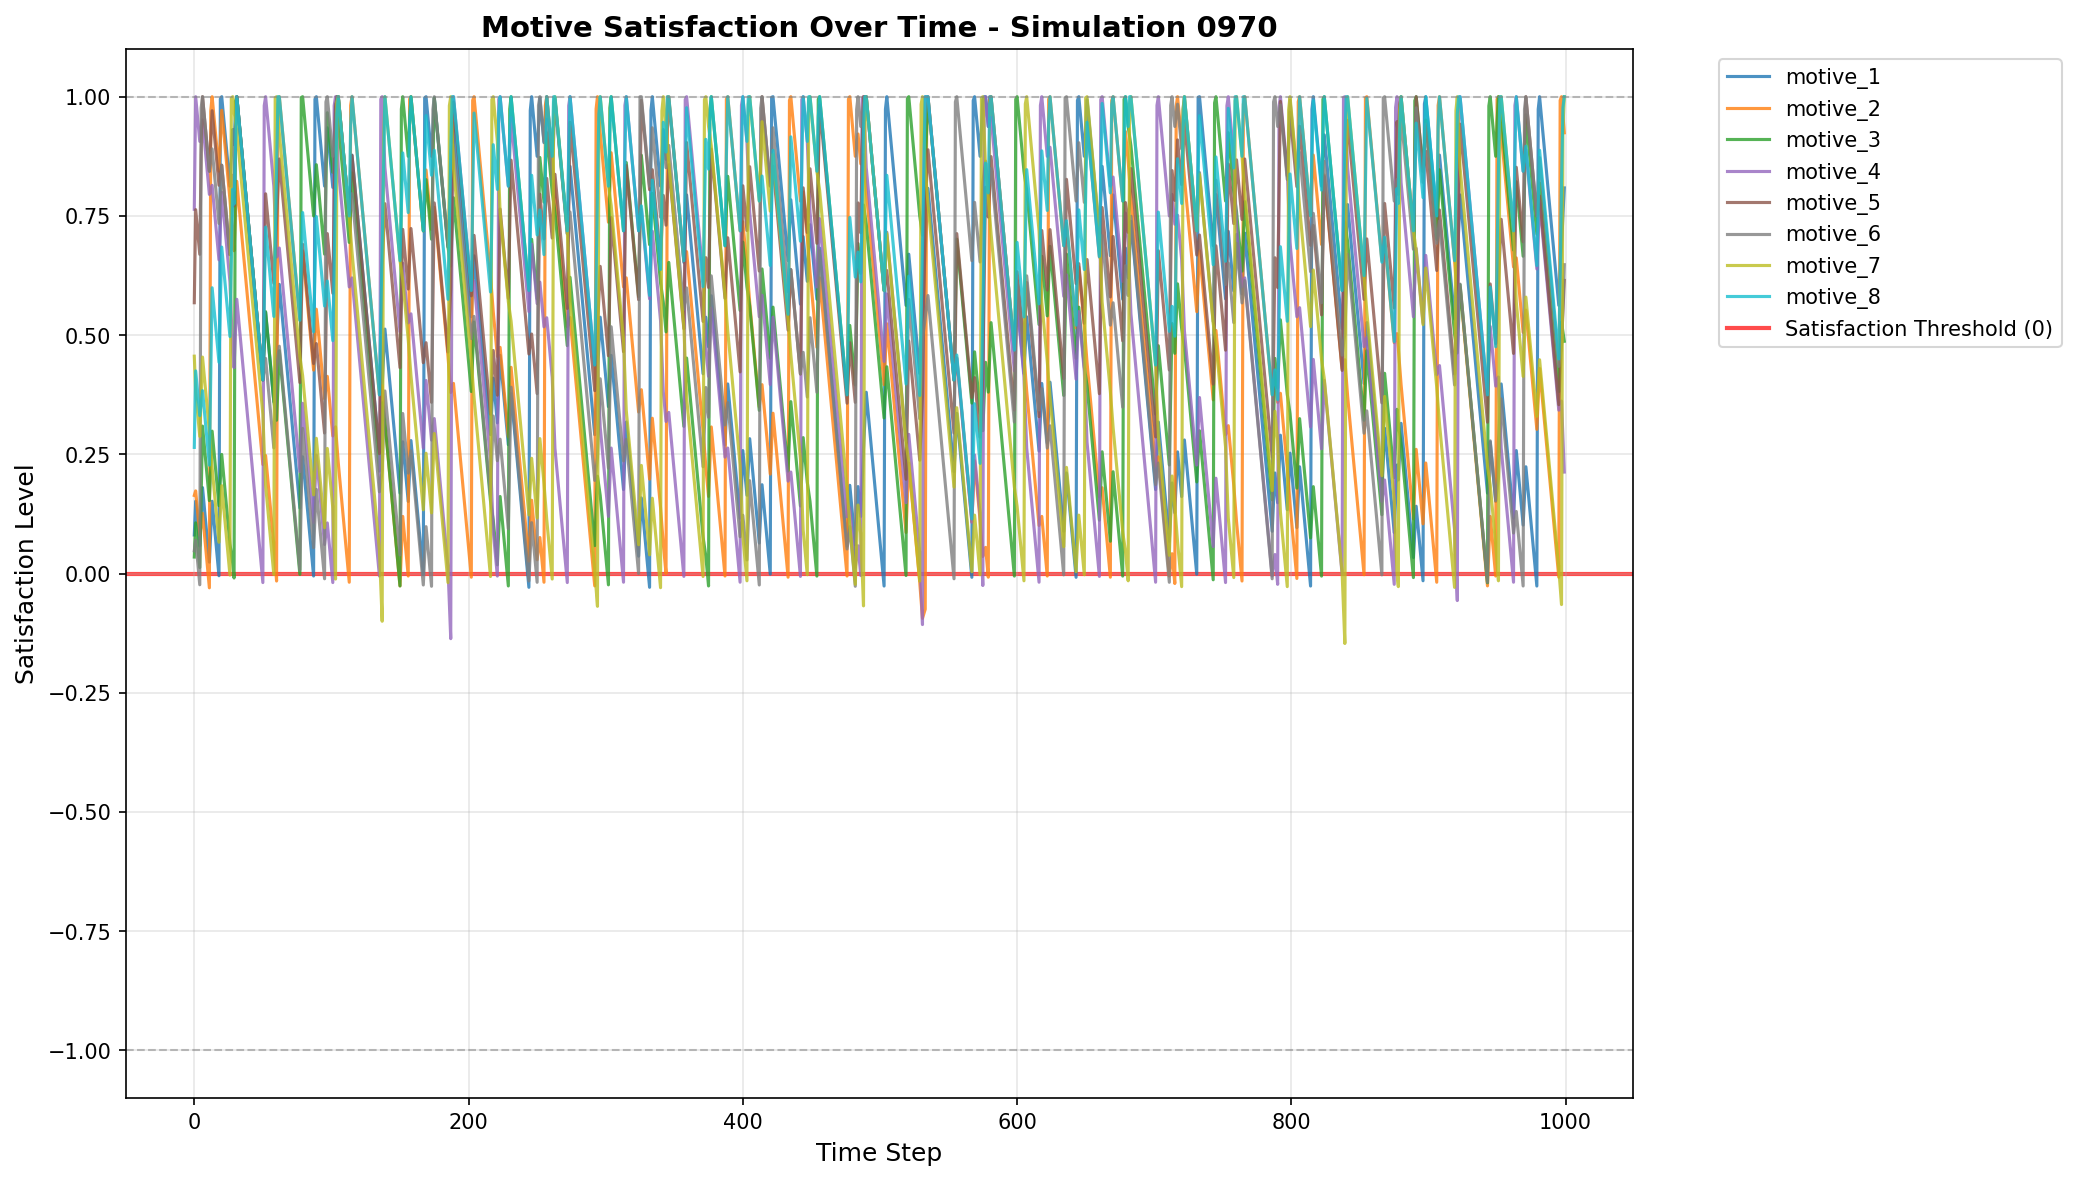 Motive Satisfaction Over Time - Simulation 0970
1.00
0.75
0.50
0.25
0.00
−0.25
−0.50
−0.75
−1.00
Satisfaction Level
0 200 400 600 800 1000
Time Step
motive_1
motive_2
motive_3
motive_4
motive_5
motive_6
motive_7
motive_8
Satisfaction Threshold (0)